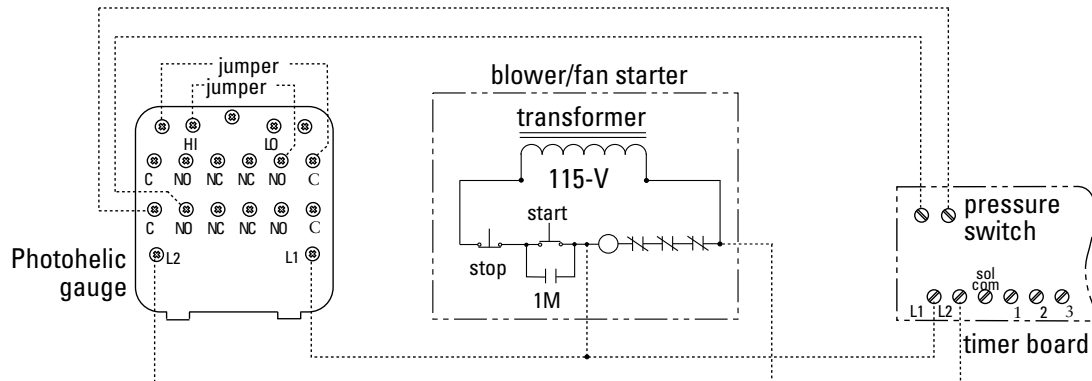 jumper
jumper
HI
LO
C NO NC NC NO C
C NO NC NC NO C
L2
L1
Photohelic
gauge
blower/fan starter
transformer
115-V
start
stop
1M
pressure
switch
sol
com
L1 L2 1 2 3
timer board